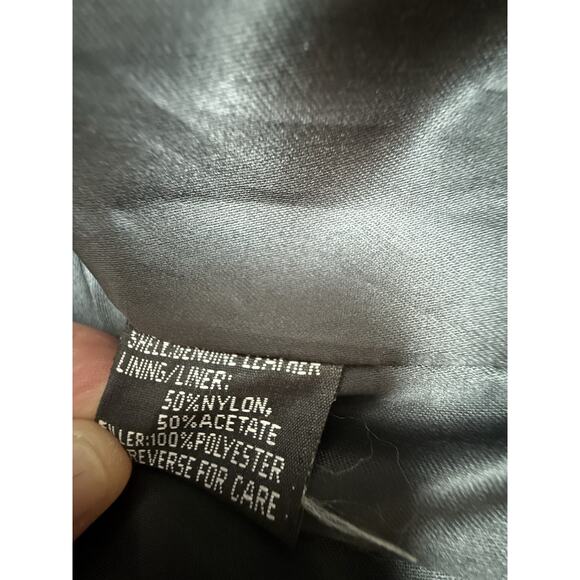 SHELL:GENUINE LEATHER
LINING/LINER:
50%NYLON,
50%ACETATE
FILLER:100%POLYESTER
REVERSE FOR CARE